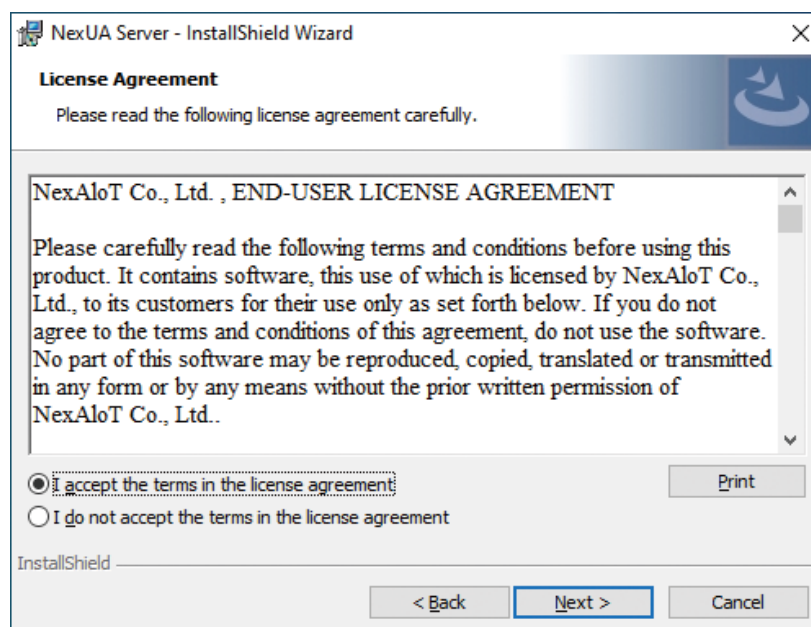 NexUA Server - InstallShield Wizard
License Agreement
Please read the following license agreement carefully.
NexAloT Co., Ltd. , END-USER LICENSE AGREEMENT
Please carefully read the following terms and conditions before using this
product. It contains software, this use of which is licensed by NexAloT Co.,
Ltd., to its customers for their use only as set forth below. If you do not
agree to the terms and conditions of this agreement, do not use the software.
No part of this software may be reproduced, copied, translated or transmitted
in any form or by any means without the prior written permission of
NexAloT Co., Ltd..
I accept the terms in the license agreement
Print
I do not accept the terms in the license agreement
InstallShield
< Back
Next >
Cancel